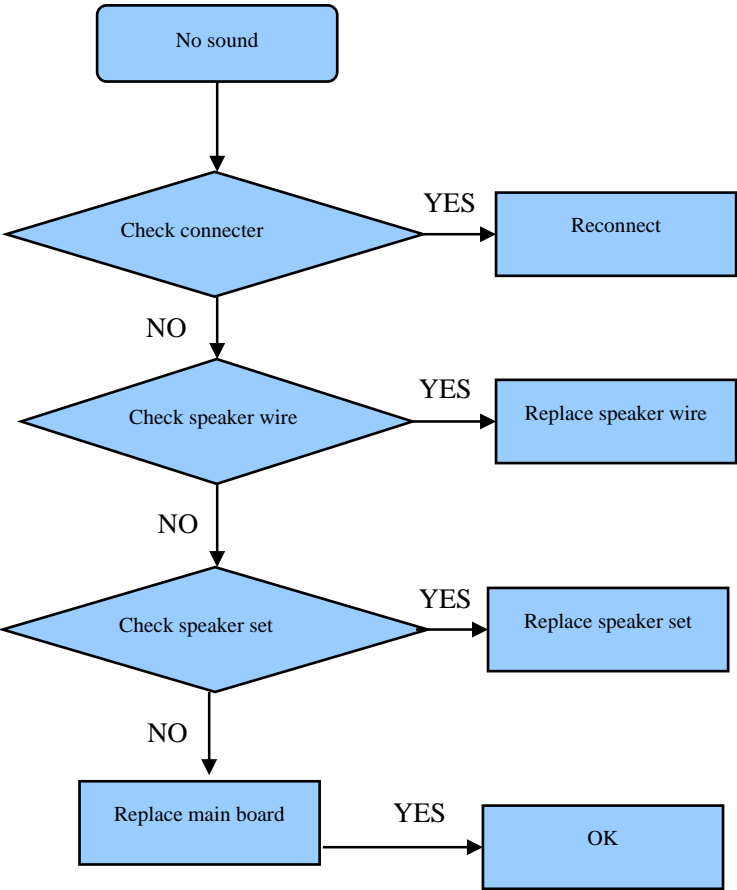 No sound
Check connecter
YES
Reconnect
NO
Check speaker wire
YES
Replace speaker wire
NO
Check speaker set
YES
Replace speaker set
NO
Replace main board
YES
OK